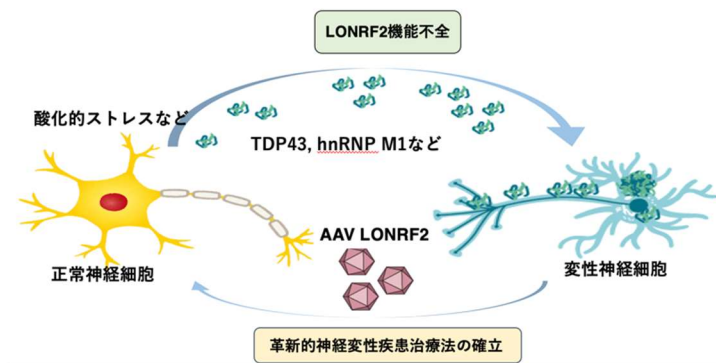 LONRF2機能不全
酸化的ストレスなど
TDP43, hnRNP M1など
AAV LONRF2
正常神経細胞
変性神経細胞
革新的神経変性疾患治療法の確立